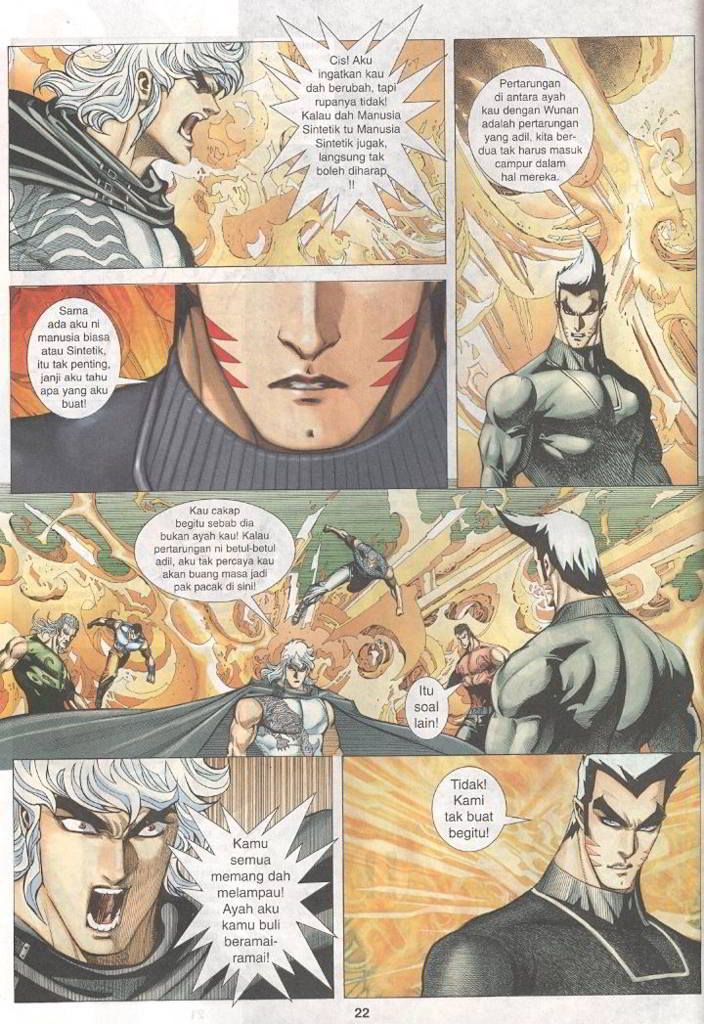 Cis! Aku
ingatkan kau
dah berubah, tapi
rupanya tidak!
Kalau dah Manusia
Sintetik tu Manusia
Sintetik jugak,
langsung tak
boleh diharap
!!
Pertarungan
di antara ayah
kau dengan Wunan
adalah pertarungan
yang adil, kita ber-
dua tak harus masuk
campur dalam
hal mereka.
Sama
ada aku ni
manusia biasa
atau Sintetik,
itu tak penting,
janji aku tahu
apa yang aku
buat!
Kau cakap
begitu sebab dia
bukan ayah kau! Kalau
pertarungan ni betul-betul
adil, aku tak percaya kau
akan buang masa jadi
pak pacak di sini!
Itu
soal
lain!
Kamu
semua
memang dah
melampau!
Ayah aku
kamu buli
beramai-
ramai!
Tidak!
Kami
tak buat
begitu!
22